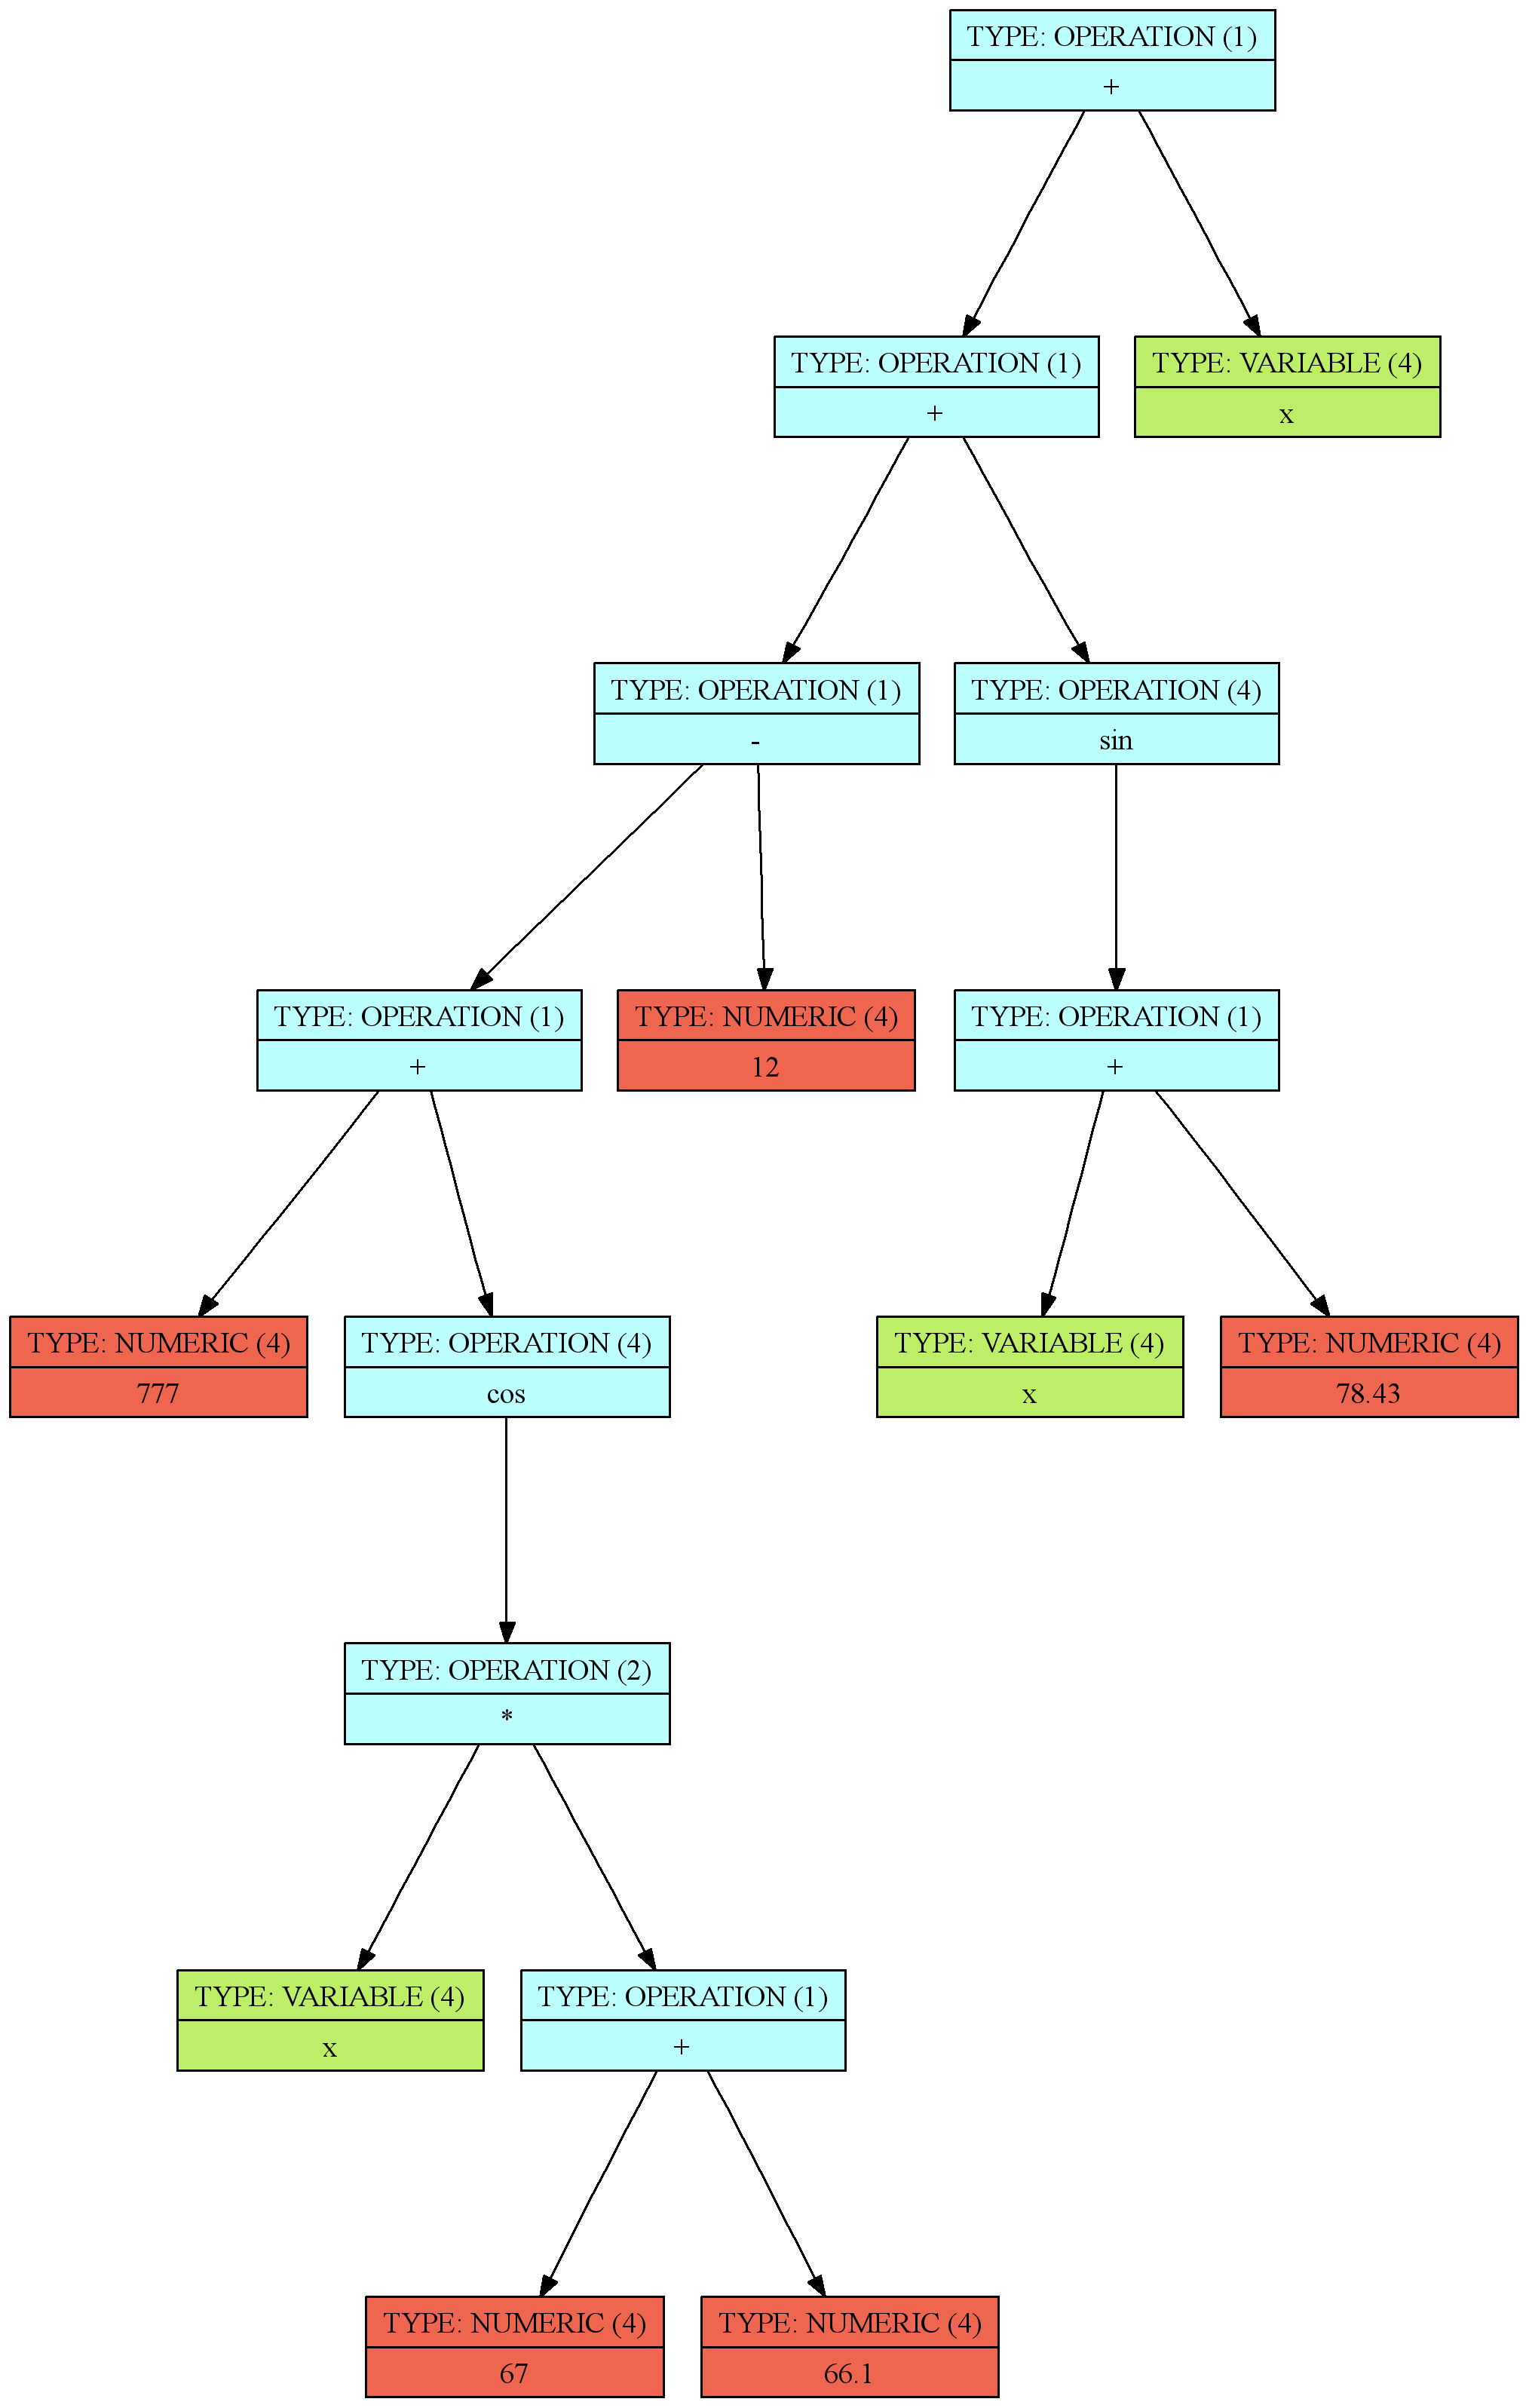 TYPE: OPERATION (1)
+
TYPE: OPERATION (1)
+
TYPE: VARIABLE (4)
x
TYPE: OPERATION (1)
-
TYPE: OPERATION (4)
sin
TYPE: OPERATION (1)
+
TYPE: NUMERIC (4)
12
TYPE: OPERATION (1)
+
TYPE: NUMERIC (4)
777
TYPE: OPERATION (4)
cos
TYPE: VARIABLE (4)
x
TYPE: NUMERIC (4)
78.43
TYPE: OPERATION (2)
*
TYPE: VARIABLE (4)
x
TYPE: OPERATION (1)
+
TYPE: NUMERIC (4)
67
TYPE: NUMERIC (4)
66.1